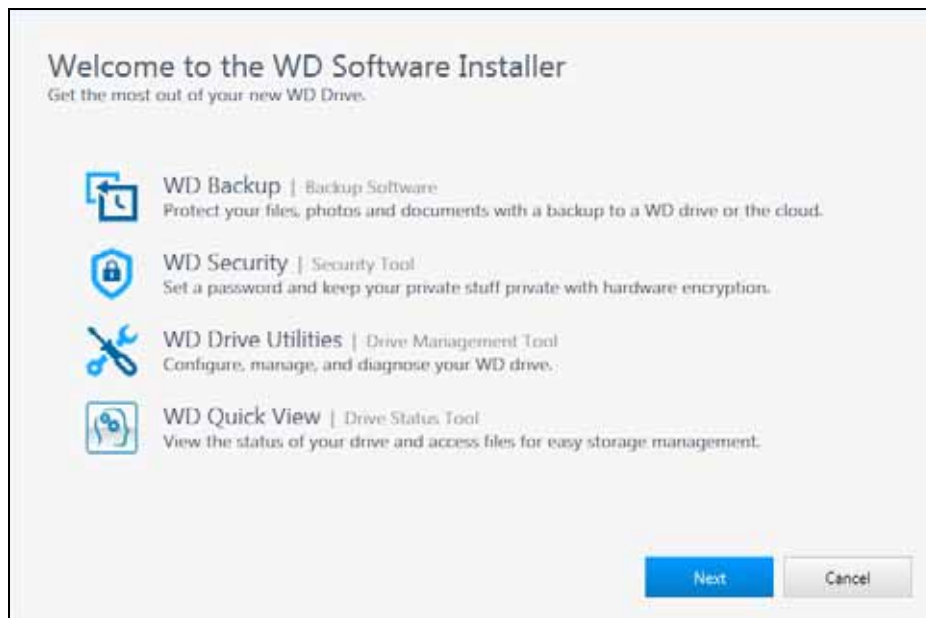 Welcome to the WD Software Installer
Get the most out of your new WD Drive.
WD Backup | Backup Software
Protect your files, photos and documents with a backup to a WD drive or the cloud.
WD Security | Security Tool
Set a password and keep your private stuff private with hardware encryption.
WD Drive Utilities | Drive Management Tool
Configure, manage, and diagnose your WD drive.
WD Quick View | Drive Status Tool
View the status of your drive and access files for easy storage management.
Next
Cancel